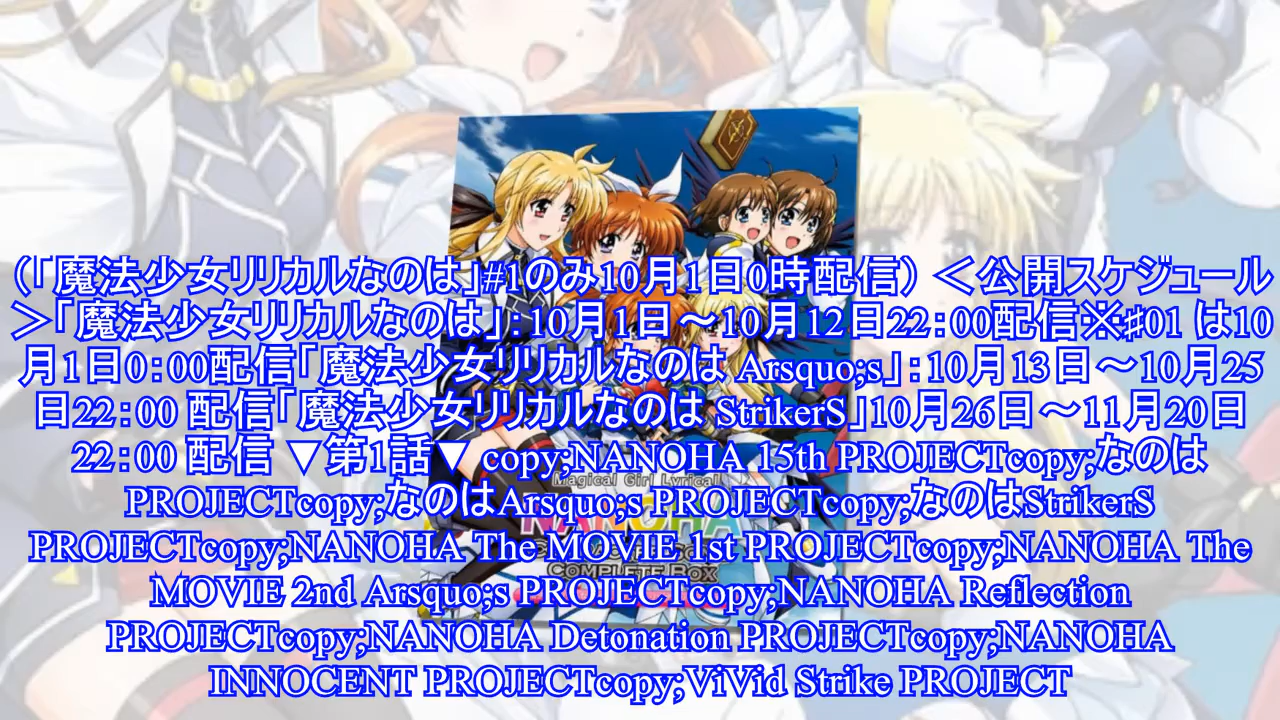 （「魔法少女リリカルなのは」#1のみ10月1日0時配信） ＜公開スケジュール
＞「魔法少女リリカルなのは」：10月1日～10月12日22：00配信※♯01 は10
月1日0：00配信「魔法少女リリカルなのは Arsquo;s」：10月13日～10月25
日22：00 配信「魔法少女リリカルなのは StrikerS」10月26日～11月20日
22：00 配信 ▼第1話▼ copy;NANOHA 15th PROJECTcopy;なのは
PROJECTcopy;なのはArsquo;s PROJECTcopy;なのはStrikerS
PROJECTcopy;NANOHA The MOVIE 1st PROJECTcopy;NANOHA The
MOVIE 2nd Arsquo;s PROJECTcopy;NANOHA Reflection
PROJECTcopy;NANOHA Detonation PROJECTcopy;NANOHA
INNOCENT PROJECTcopy;ViVid Strike PROJECT
Magical Girl Lyrical
NANOHA
COMPLETE BOX